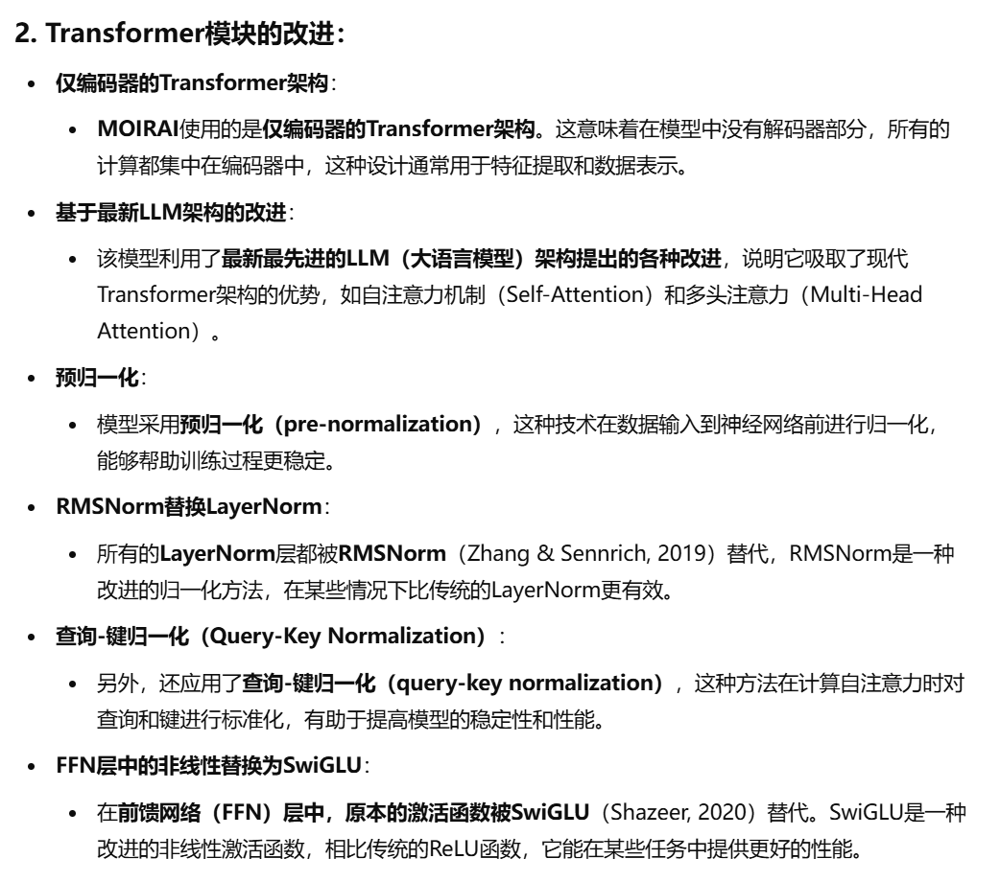 2. Transformer模块的改进：
• 仅编码器的Transformer架构：
• MOIRAI使用的是仅编码器的Transformer架构。这意味着在模型中没有解码器部分，所有的
计算都集中在编码器中，这种设计通常用于特征提取和数据表示。
• 基于最新LLM架构的改进：
• 该模型利用了最新最先进的LLM（大语言模型）架构提出的各种改进，说明它吸取了现代
Transformer架构的优势，如自注意力机制（Self-Attention）和多头注意力（Multi-Head
Attention）。
• 预归一化：
• 模型采用预归一化（pre-normalization），这种技术在数据输入到神经网络前进行归一化，
能够帮助训练过程更稳定。
• RMSNorm替换LayerNorm：
• 所有的LayerNorm层都被RMSNorm（Zhang & Sennrich, 2019）替代，RMSNorm是一种
改进的归一化方法，在某些情况下比传统的LayerNorm更有效。
• 查询-键归一化（Query-Key Normalization）：
• 另外，还应用了查询-键归一化（query-key normalization），这种方法在计算自注意力时对
查询和键进行标准化，有助于提高模型的稳定性和性能。
• FFN层中的非线性替换为SwiGLU：
• 在前馈网络（FFN）层中，原本的激活函数被SwiGLU（Shazeer, 2020）替代。SwiGLU是一种
改进的非线性激活函数，相比传统的ReLU函数，它能在某些任务中提供更好的性能。